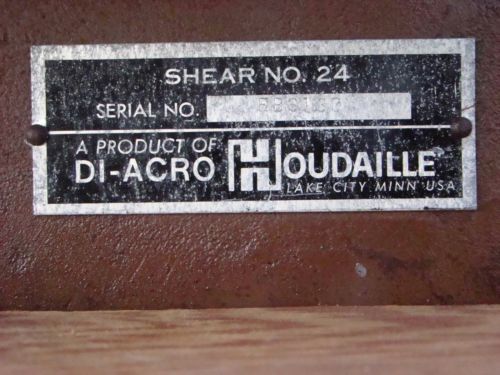 SHEAR NO. 24
SERIAL NO.
A PRODUCT OF
DI-ACRO HOUDAILLE
LAKE CITY MINN USA